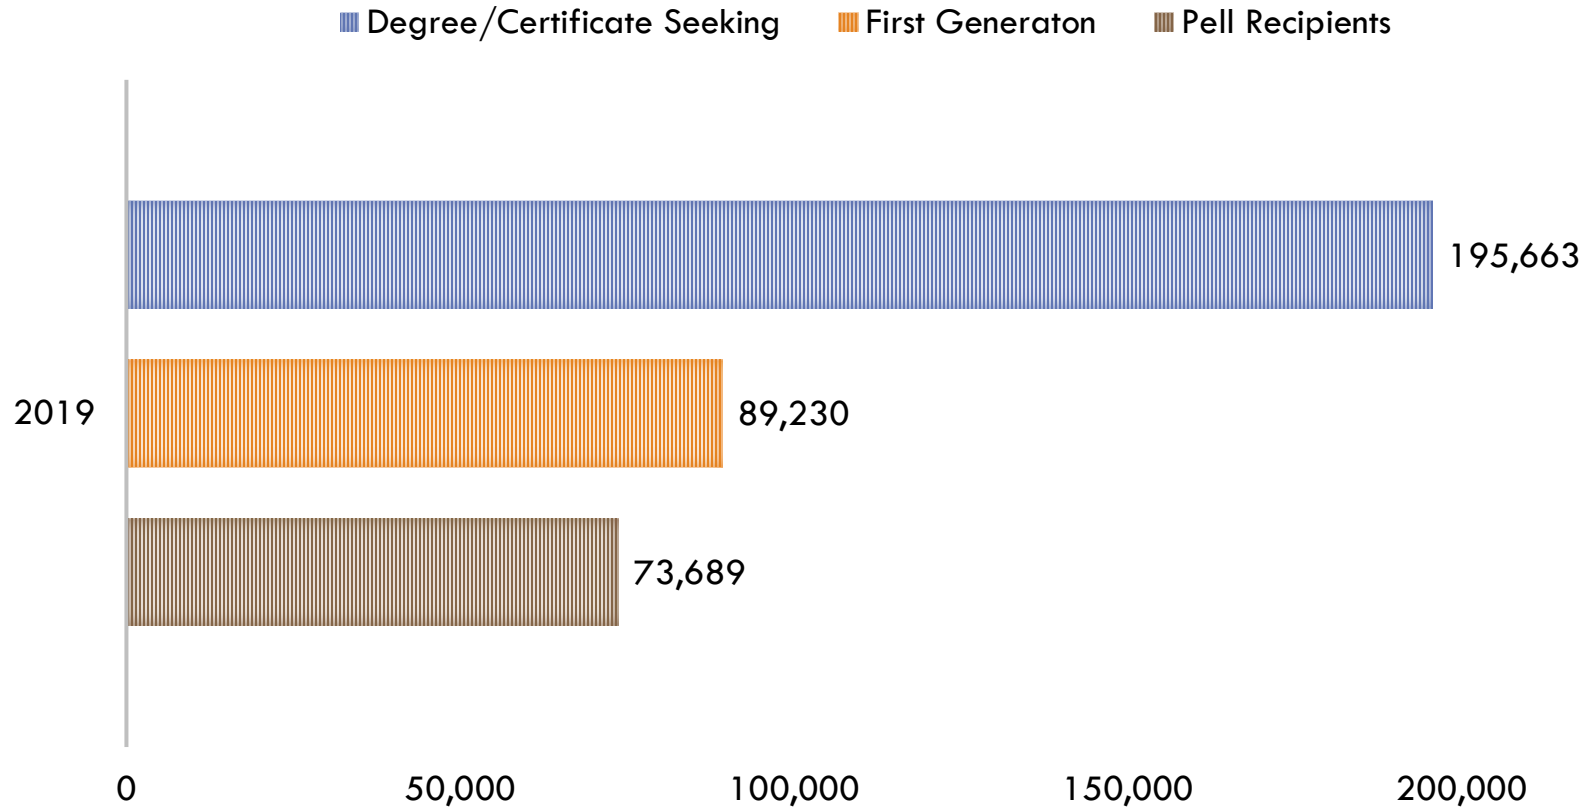 Degree/Certificate Seeking First Generaton Pell Recipients
195,663
2019 89,230
73,689
0 50,000 100,000 150,000 200,000